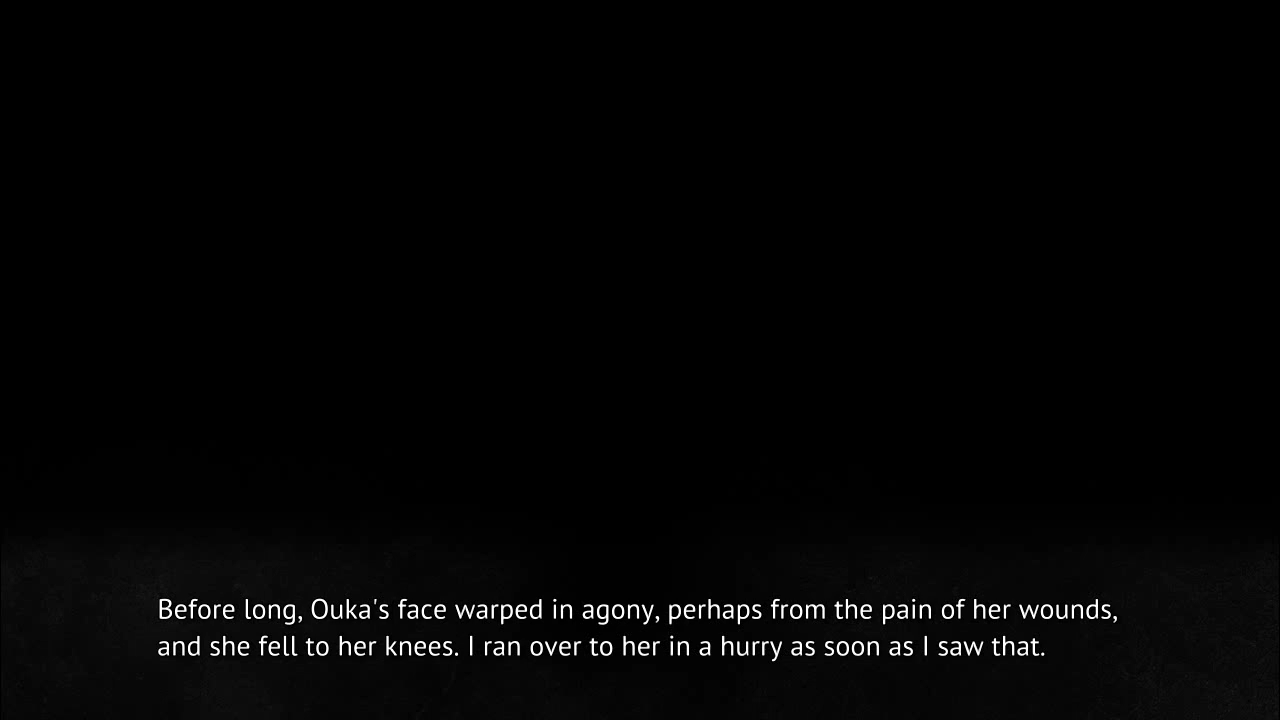 Before long, Ouka's face warped in agony, perhaps from the pain of her wounds,
and she fell to her knees. I ran over to her in a hurry as soon as I saw that.